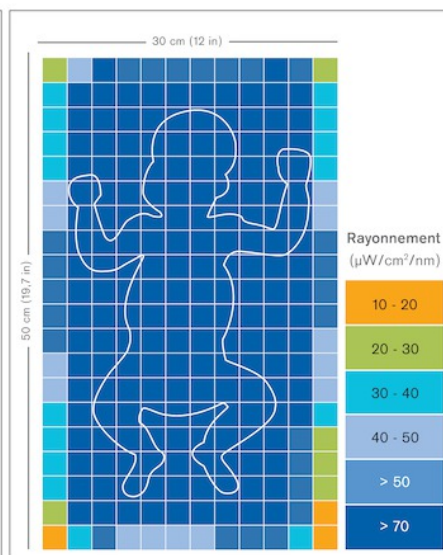 30 cm (12 in)
50 cm (19,7 in)
Rayonnement
(µW/cm²/nm)
10 - 20
20 - 30
30 - 40
40 - 50
> 50
> 70